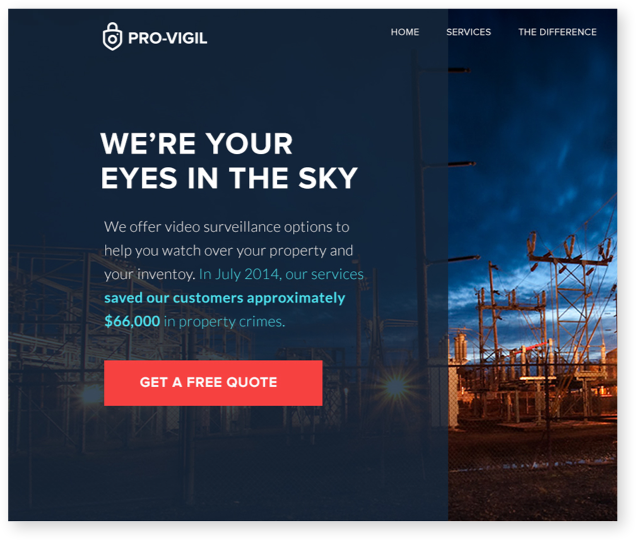 PRO-VIGIL
HOME SERVICES THE DIFFERENCE
WE’RE YOUR
EYES IN THE SKY
We offer video surveillance options to
help you watch over your property and
your inventoy. In July 2014, our services
saved our customers approximately
$66,000 in property crimes.
GET A FREE QUOTE